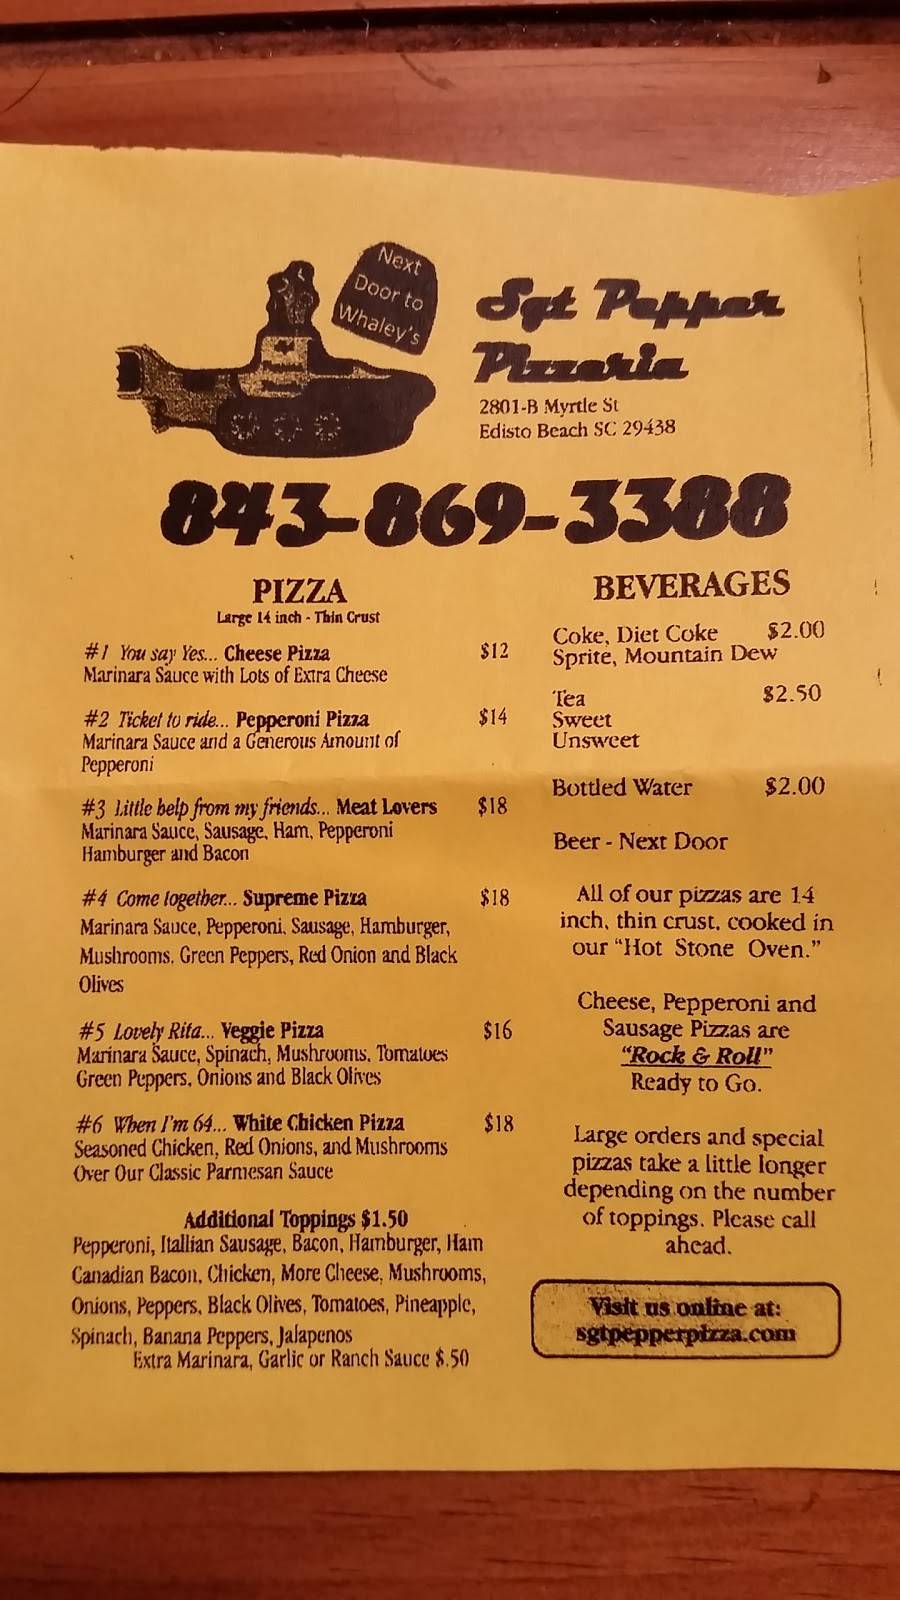 Next
Door to
Whaley's
Sgt Pepper
Pizzeria
2801-B Myrtle St
Edisto Beach SC 29438
843-869-3388
PIZZA
Large 14 inch - Thin Crust
#1 You say Yes... Cheese Pizza $12
Marinara Sauce with Lots of Extra Cheese
#2 Ticket to ride... Pepperoni Pizza $14
Marinara Sauce and a Generous Amount of
Pepperoni
#3 Little help from my friends... Meat Lovers $18
Marinara Sauce, Sausage, Ham, Pepperoni
Hamburger and Bacon
#4 Come together... Supreme Pizza $18
Marinara Sauce, Pepperoni, Sausage, Hamburger,
Mushrooms, Green Peppers, Red Onion and Black
Olives
#5 Lovely Rita... Veggie Pizza $16
Marinara Sauce, Spinach, Mushrooms, Tomatoes
Green Peppers, Onions and Black Olives
#6 When I'm 64... White Chicken Pizza $18
Seasoned Chicken, Red Onions, and Mushrooms
Over Our Classic Parmesan Sauce
Additional Toppings $1.50
Pepperoni, Itallian Sausage, Bacon, Hamburger, Ham
Canadian Bacon, Chicken, More Cheese, Mushrooms,
Onions, Peppers, Black Olives, Tomatoes, Pineapple,
Spinach, Banana Peppers, Jalapenos
Extra Marinara, Garlic or Ranch Sauce $.50
BEVERAGES
Coke, Diet Coke $2.00
Sprite, Mountain Dew
Tea $2.50
Sweet
Unsweet
Bottled Water $2.00
Beer - Next Door
All of our pizzas are 14
inch, thin crust, cooked in
our "Hot Stone Oven."
Cheese, Pepperoni and
Sausage Pizzas are
"Rock & Roll"
Ready to Go.
Large orders and special
pizzas take a little longer
depending on the number
of toppings. Please call
ahead.
Visit us online at:
sgtpepperpizza.com